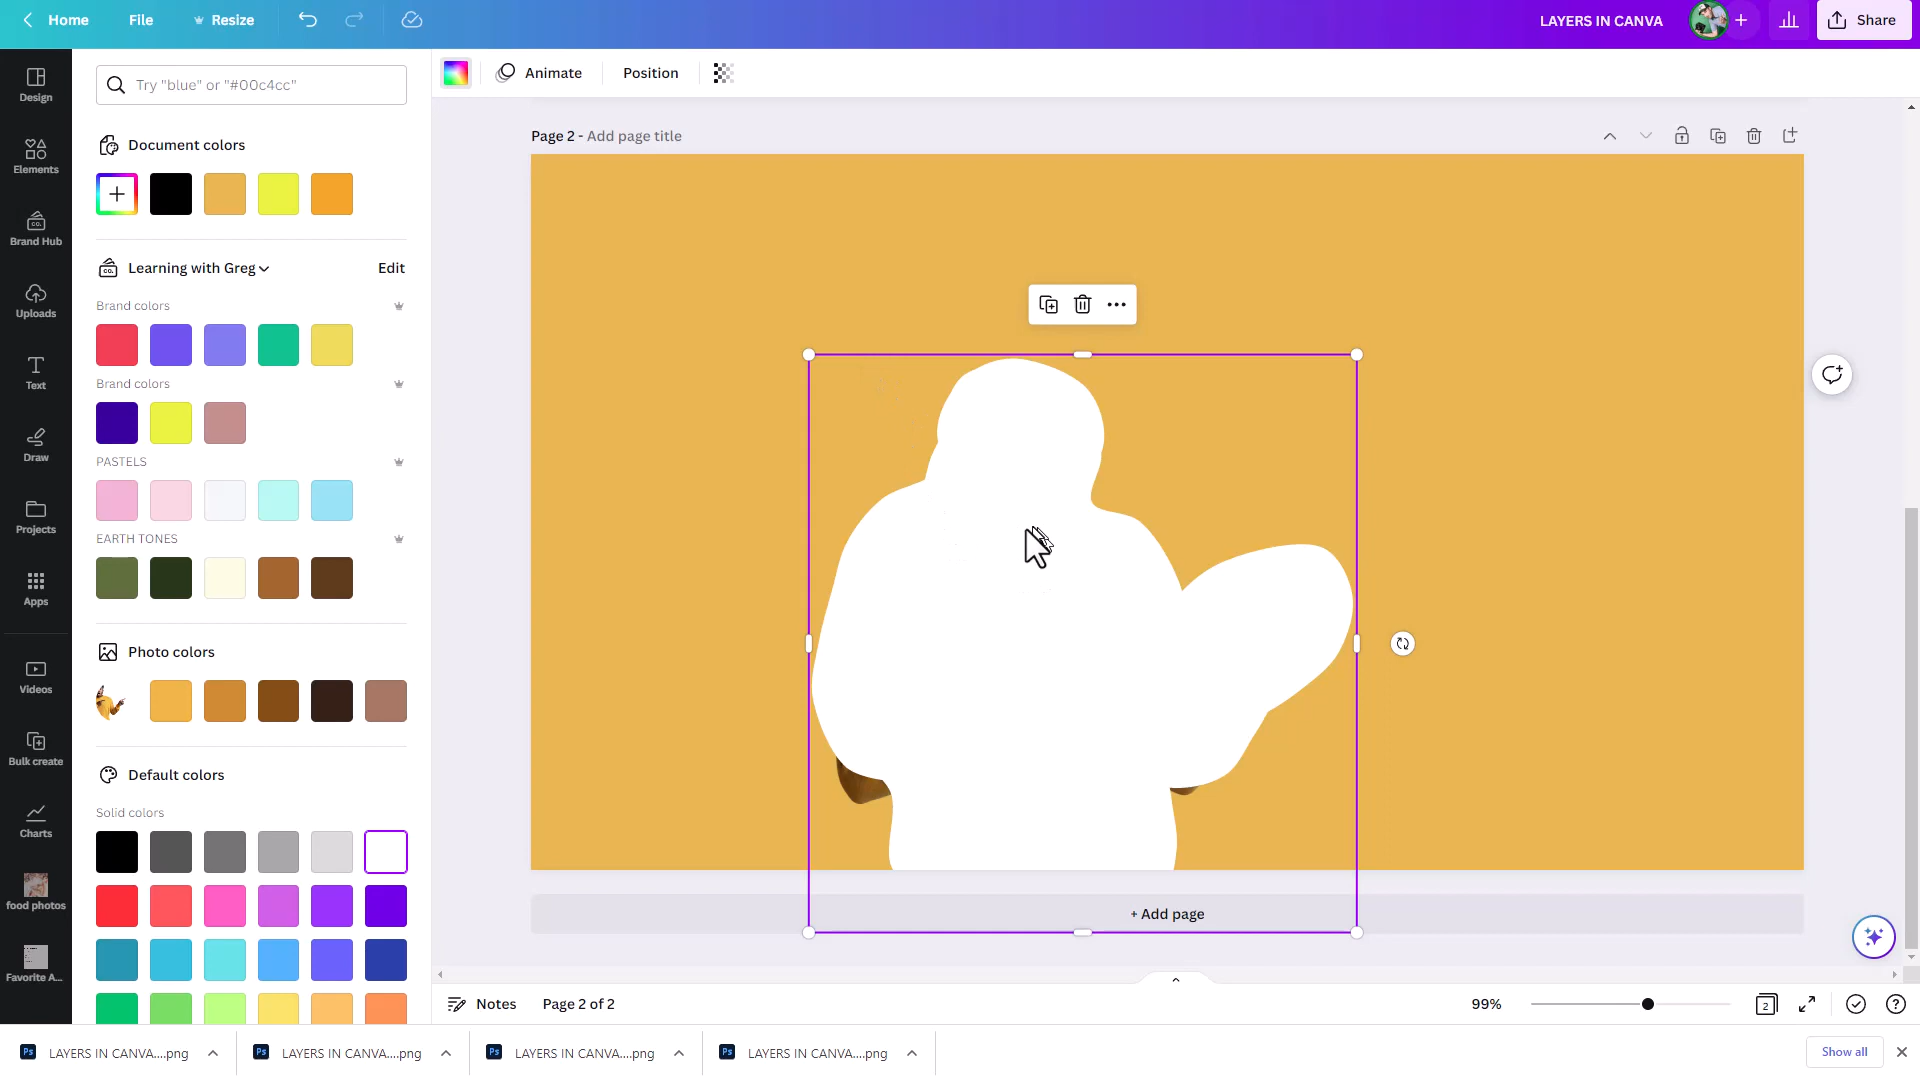 Home File Resize LAYERS IN CANVA Share
Design
Elements
Brand Hub
Uploads
Text
Draw
Projects
Apps
Videos
Bulk create
Charts
food photos
Favorite A...
Try "blue" or "#00c4cc"
Document colors
Learning with Greg Edit
Brand colors
Brand colors
PASTELS
EARTH TONES
Photo colors
Default colors
Solid colors
Animate Position
Page 2 - Add page title
+ Add page
Notes Page 2 of 2 99% 2
Ps LAYERS IN CANVA....png Ps LAYERS IN CANVA....png Ps LAYERS IN CANVA....png Ps LAYERS IN CANVA....png Show all